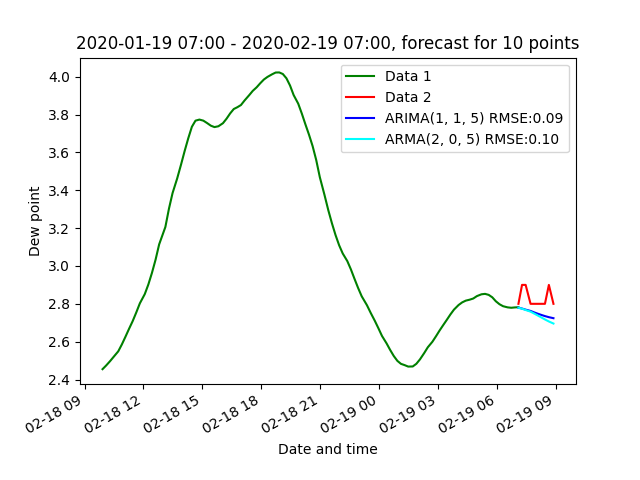 2020-01-19 07:00 - 2020-02-19 07:00, forecast for 10 points
Data 1
Data 2
ARIMA(1, 1, 5) RMSE:0.09
ARMA(2, 0, 5) RMSE:0.10
4.0
3.8
3.6
3.4
3.2
3.0
2.8
2.6
2.4
Dew point
02-18 09
02-18 12
02-18 15
02-18 18
02-18 21
02-19 00
02-19 03
02-19 06
02-19 09
Date and time